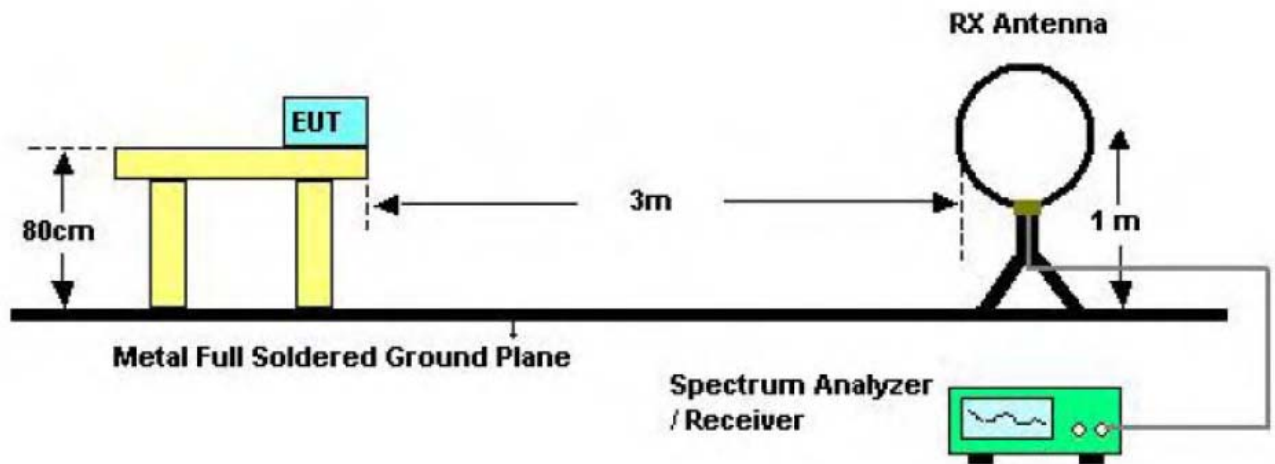 RX Antenna
EUT
80cm
3m
1 m
Metal Full Soldered Ground Plane
Spectrum Analyzer
/ Receiver